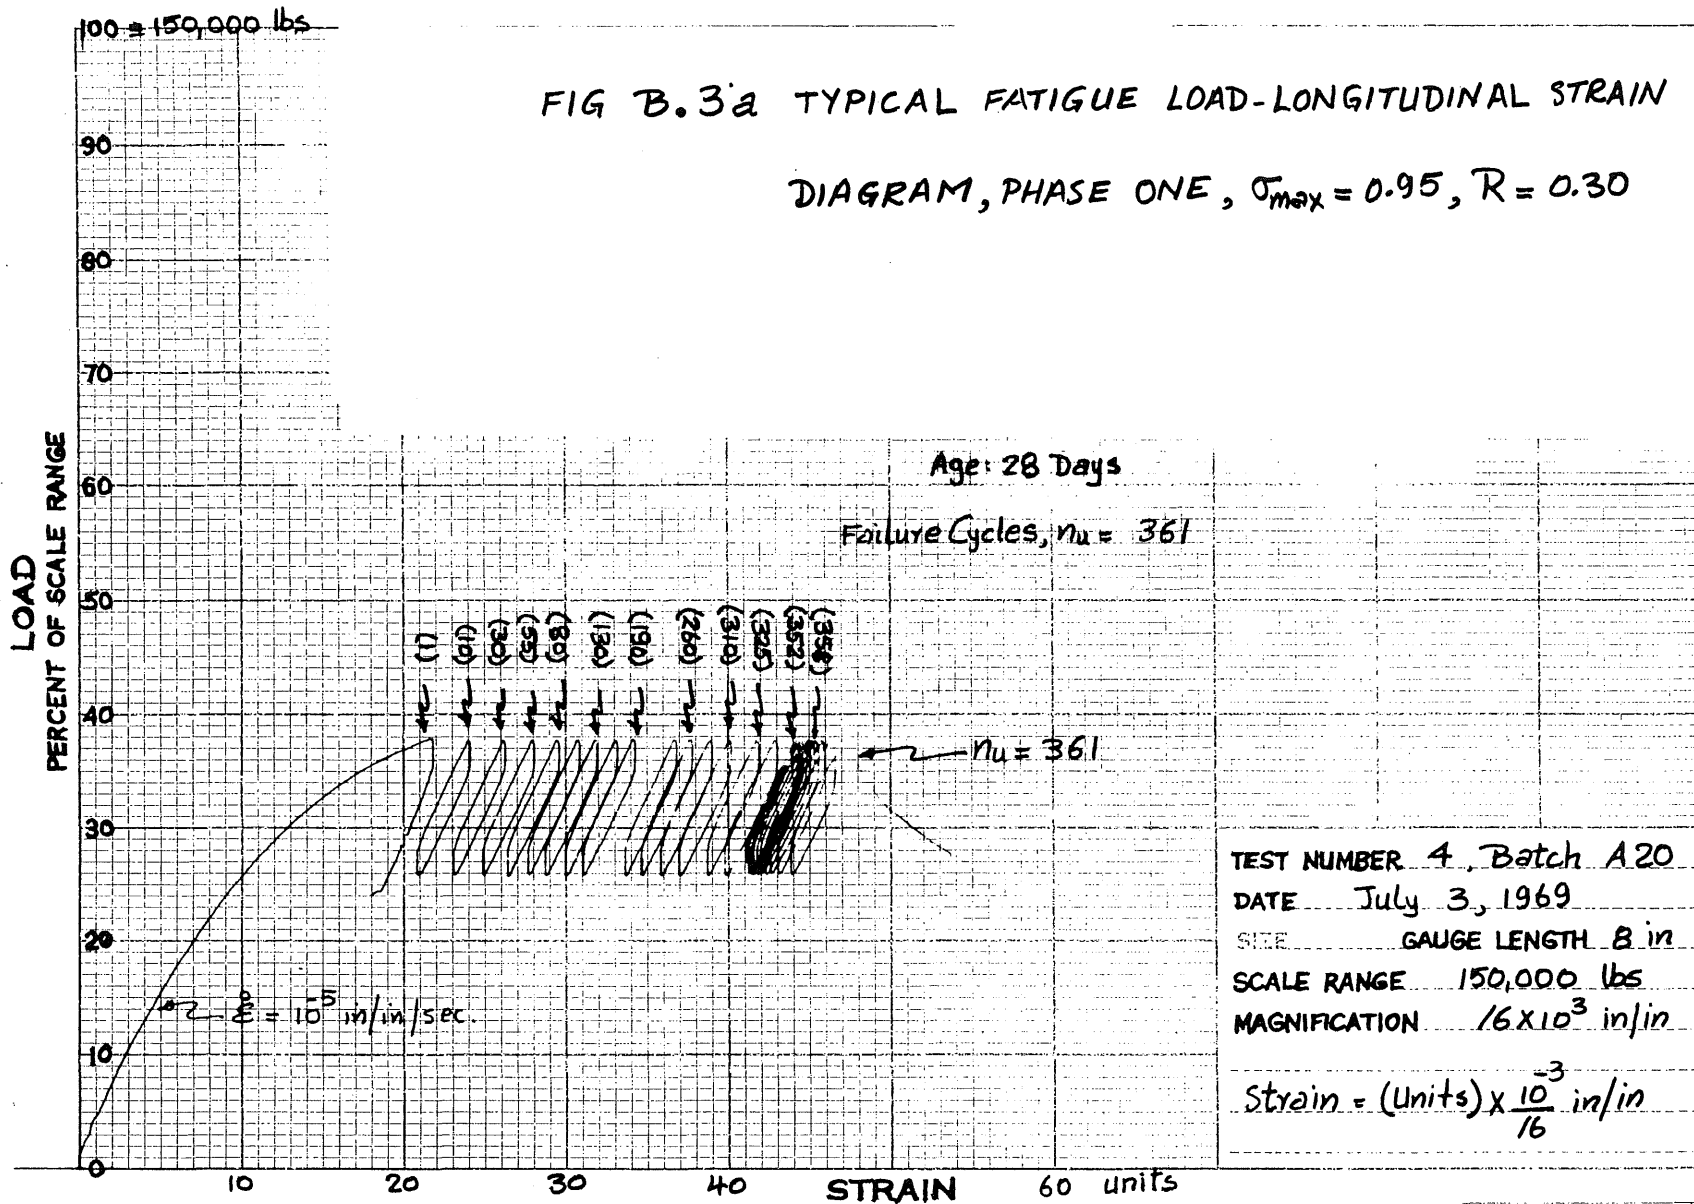 100 ≡ 150,000 lbs
FIG B.3a TYPICAL FATIGUE LOAD-LONGITUDINAL STRAIN
DIAGRAM, PHASE ONE, σmax = 0.95, R = 0.30
90
80
70
60
50
40
30
20
10
0
LOAD
PERCENT OF SCALE RANGE
Age: 28 Days
Failure Cycles, nu = 361
(1)
(10)
(30)
(55)
(80)
(130)
(190)
(260)
(310)
(325)
(352)
(358)
nu = 361
ε̊ = 10⁻⁵ in/in/sec.
TEST NUMBER 4, Batch A20
DATE July 3, 1969
SIZE GAUGE LENGTH 8 in
SCALE RANGE 150,000 lbs
MAGNIFICATION 16X10³ in/in
Strain = (Units) X 10⁻³/16 in/in
10 20 30 40 STRAIN 60 units